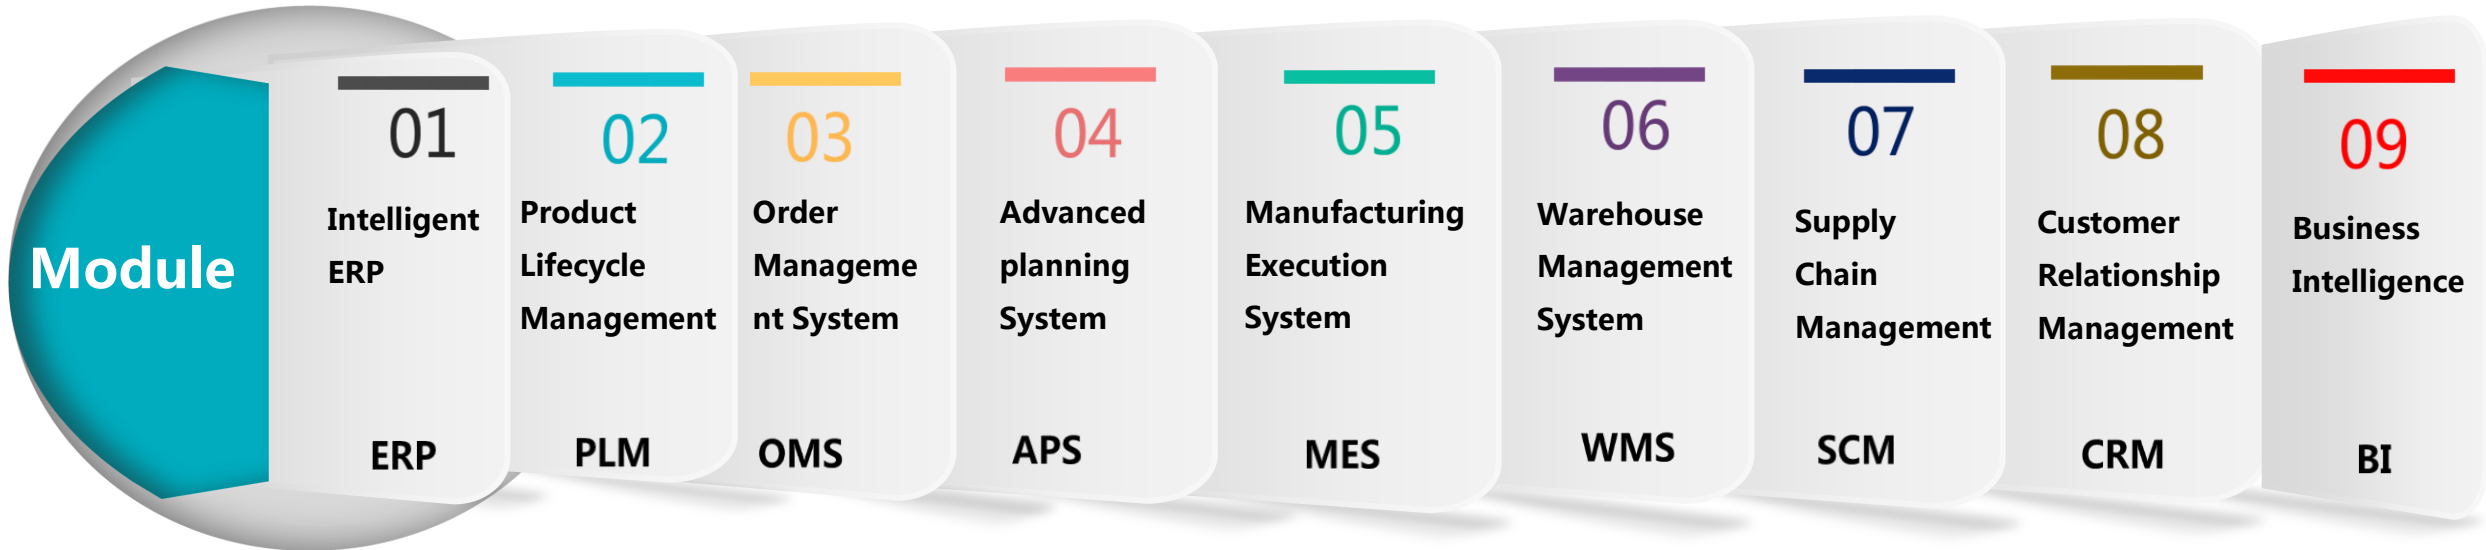 Module
01
Intelligent
ERP
ERP
02
Product
Lifecycle
Management
PLM
03
Order
Manageme
nt System
OMS
04
Advanced
planning
System
APS
05
Manufacturing
Execution
System
MES
06
Warehouse
Management
System
WMS
07
Supply
Chain
Management
SCM
08
Customer
Relationship
Management
CRM
09
Business
Intelligence
BI